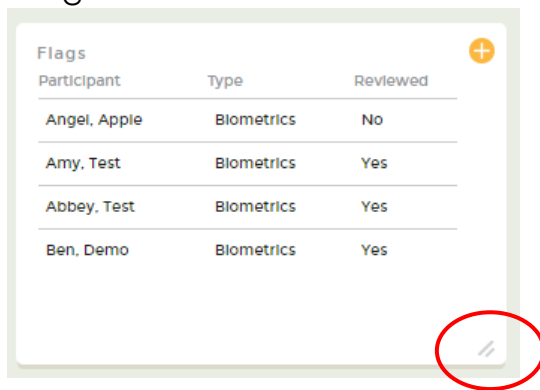 Flags
Participant Type Reviewed
Angel, Apple Biometrics No
Amy, Test Biometrics Yes
Abbey, Test Biometrics Yes
Ben, Demo Biometrics Yes